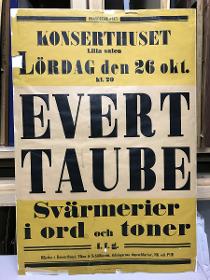 KONSERTHUSET
Lilla salen
LÖRDAG den 26 okt.
kl. 20
EVERT
TAUBE
Svärmerier
i ord och toner